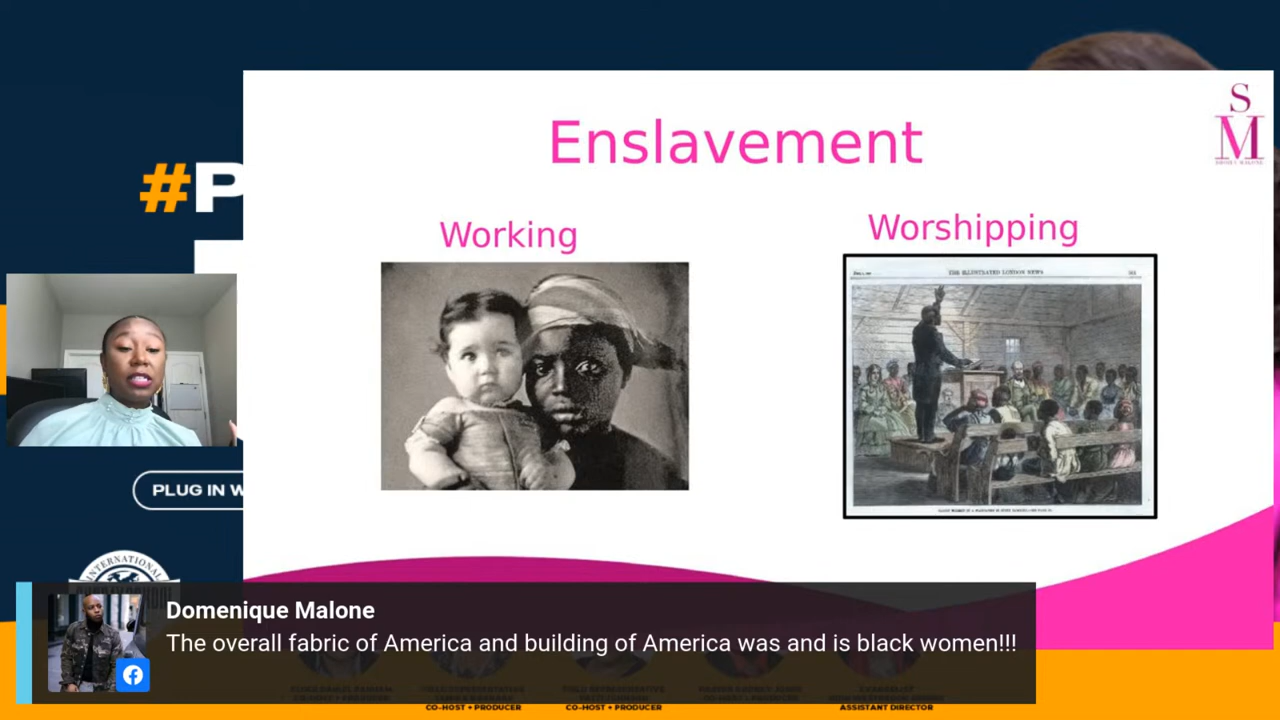 Enslavement
S
M
Working
Worshipping
THE ILLUSTRATED LONDON NEWS
#P
PLUG IN W
INTERNATIONAL
Domenique Malone
The overall fabric of America and building of America was and is black women!!!
CO-HOST + PRODUCER
CO-HOST + PRODUCER
ASSISTANT DIRECTOR